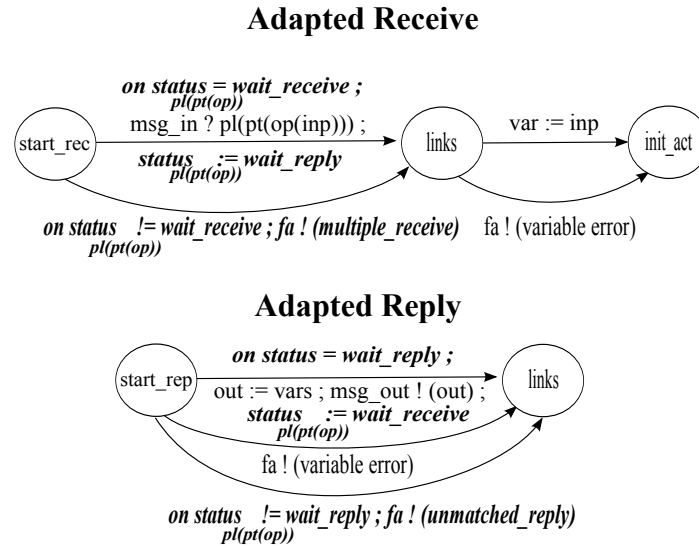 Adapted Receive
on status = wait_receive ;
pl(pt(op))
msg_in ? pl(pt(op(inp))) ;
start_rec
links
var := inp
init_act
status := wait_reply
pl(pt(op))
on status != wait_receive ; fa ! (multiple_receive)
pl(pt(op))
fa ! (variable error)
Adapted Reply
on status = wait_reply ;
start_rep
links
out := vars ; msg_out ! (out) ;
status := wait_receive
pl(pt(op))
fa ! (variable error)
on status != wait_reply ; fa ! (unmatched_reply)
pl(pt(op))